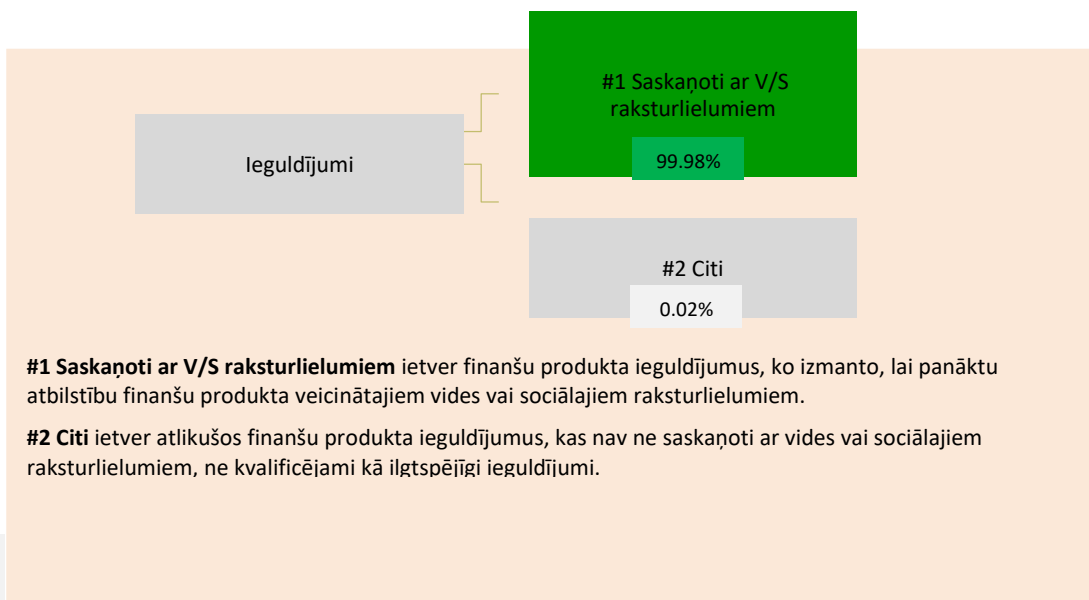 #1 Saskaņoti ar V/S
raksturlielumiem
99.98%
Ieguldījumi
#2 Citi
0.02%
#1 Saskaņoti ar V/S raksturlielumiem ietver finanšu produkta ieguldījumus, ko izmanto, lai panāktu
atbilstību finanšu produkta veicinātajiem vides vai sociālajiem raksturlielumiem.
#2 Citi ietver atlikušos finanšu produkta ieguldījumus, kas nav ne saskaņoti ar vides vai sociālajiem
raksturlielumiem, ne kvalificējami kā ilgtspējīgi ieguldījumi.